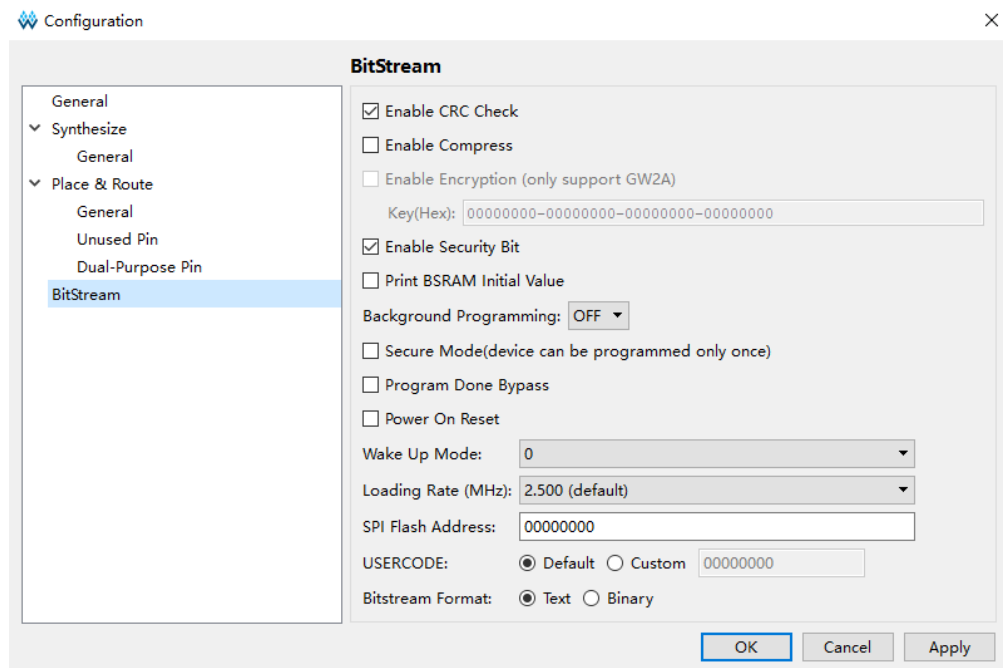 Configuration
BitStream
General
Synthesize
General
Place & Route
General
Unused Pin
Dual-Purpose Pin
BitStream
Enable CRC Check
Enable Compress
Enable Encryption (only support GW2A)
Key(Hex): 00000000-00000000-00000000-00000000
Enable Security Bit
Print BSRAM Initial Value
Background Programming: OFF
Secure Mode(device can be programmed only once)
Program Done Bypass
Power On Reset
Wake Up Mode: 0
Loading Rate (MHz): 2.500 (default)
SPI Flash Address: 00000000
USERCODE: Default Custom 00000000
Bitstream Format: Text Binary
OK Cancel Apply